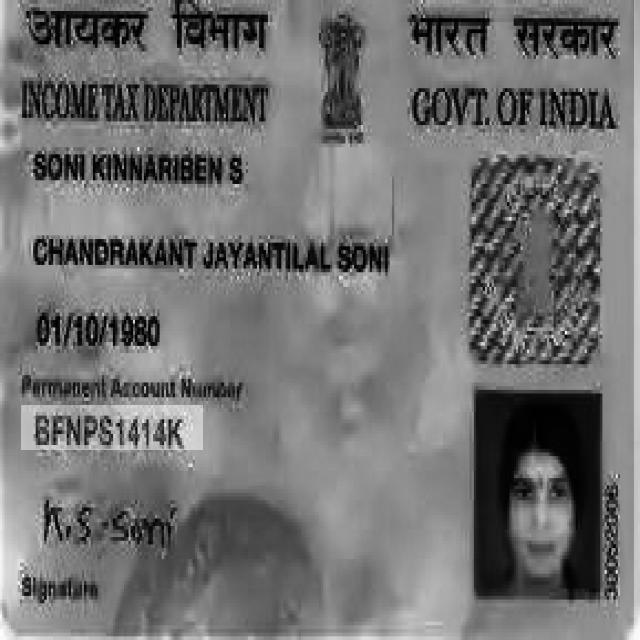 आयकर विभाग
भारत सरकार
INCOME TAX DEPARTMENT
GOVT. OF INDIA
SONI KINNARIBEN S
CHANDRAKANT JAYANTILAL SONI
01/10/1980
Permanent Account Number
BFNPS1414K
K.S-Soni
Signature